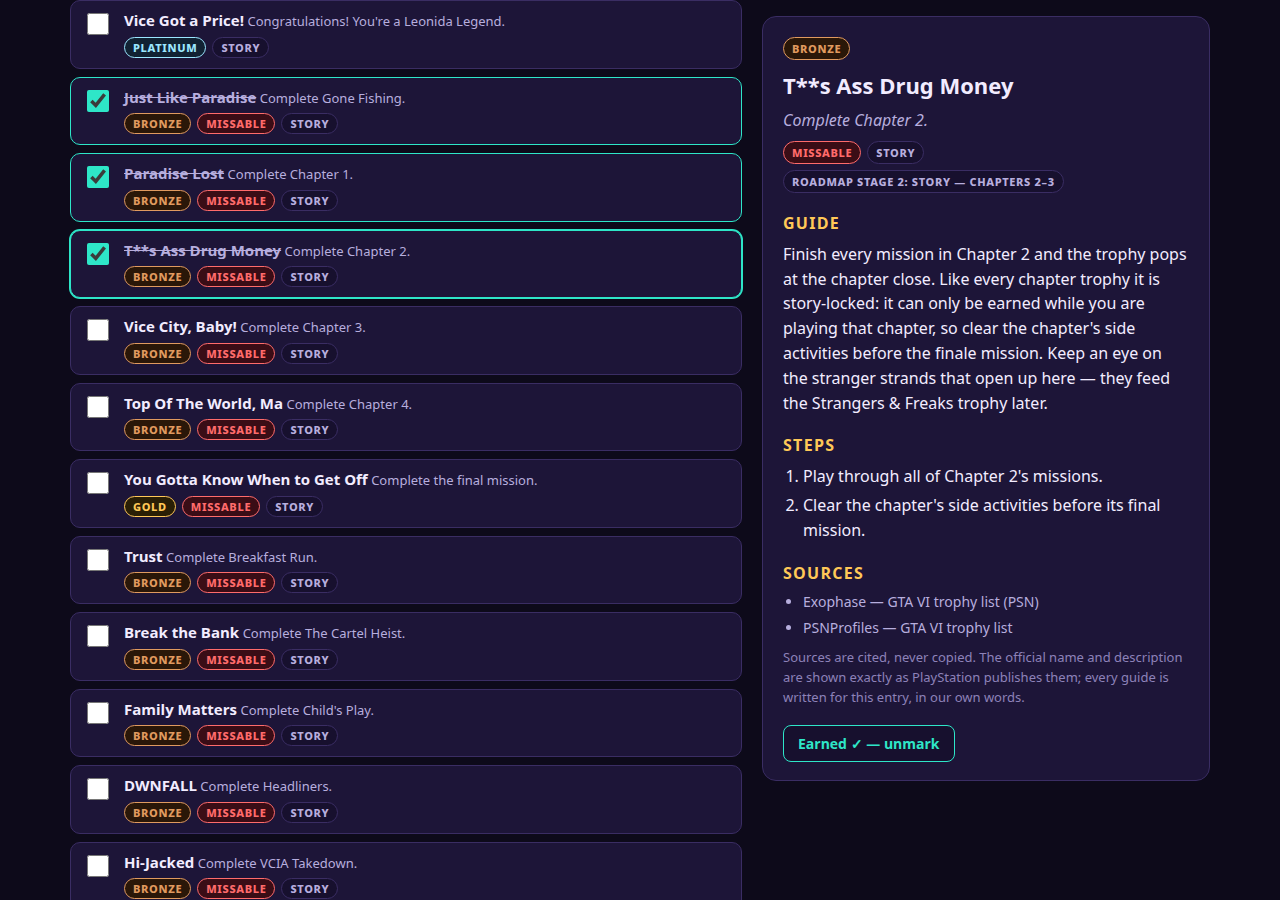 Vice Got a Price! Congratulations! You're a Leonida Legend.
PLATINUM STORY
Just Like Paradise Complete Gone Fishing.
BRONZE MISSABLE STORY
Paradise Lost Complete Chapter 1.
BRONZE MISSABLE STORY
T**s Ass Drug Money Complete Chapter 2.
BRONZE MISSABLE STORY
Vice City, Baby! Complete Chapter 3.
BRONZE MISSABLE STORY
Top Of The World, Ma Complete Chapter 4.
BRONZE MISSABLE STORY
You Gotta Know When to Get Off Complete the final mission.
GOLD MISSABLE STORY
Trust Complete Breakfast Run.
BRONZE MISSABLE STORY
Break the Bank Complete The Cartel Heist.
BRONZE MISSABLE STORY
Family Matters Complete Child's Play.
BRONZE MISSABLE STORY
DWNFALL Complete Headliners.
BRONZE MISSABLE STORY
Hi-Jacked Complete VCIA Takedown.
BRONZE MISSABLE STORY
BRONZE
T**s Ass Drug Money
Complete Chapter 2.
MISSABLE STORY
ROADMAP STAGE 2: STORY — CHAPTERS 2–3
GUIDE
Finish every mission in Chapter 2 and the trophy pops
at the chapter close. Like every chapter trophy it is
story-locked: it can only be earned while you are
playing that chapter, so clear the chapter's side
activities before the finale mission. Keep an eye on
the stranger strands that open up here — they feed
the Strangers & Freaks trophy later.
STEPS
1. Play through all of Chapter 2's missions.
2. Clear the chapter's side activities before its final
mission.
SOURCES
• Exophase — GTA VI trophy list (PSN)
• PSNProfiles — GTA VI trophy list
Sources are cited, never copied. The official name and description
are shown exactly as PlayStation publishes them; every guide is
written for this entry, in our own words.
Earned ✓ — unmark